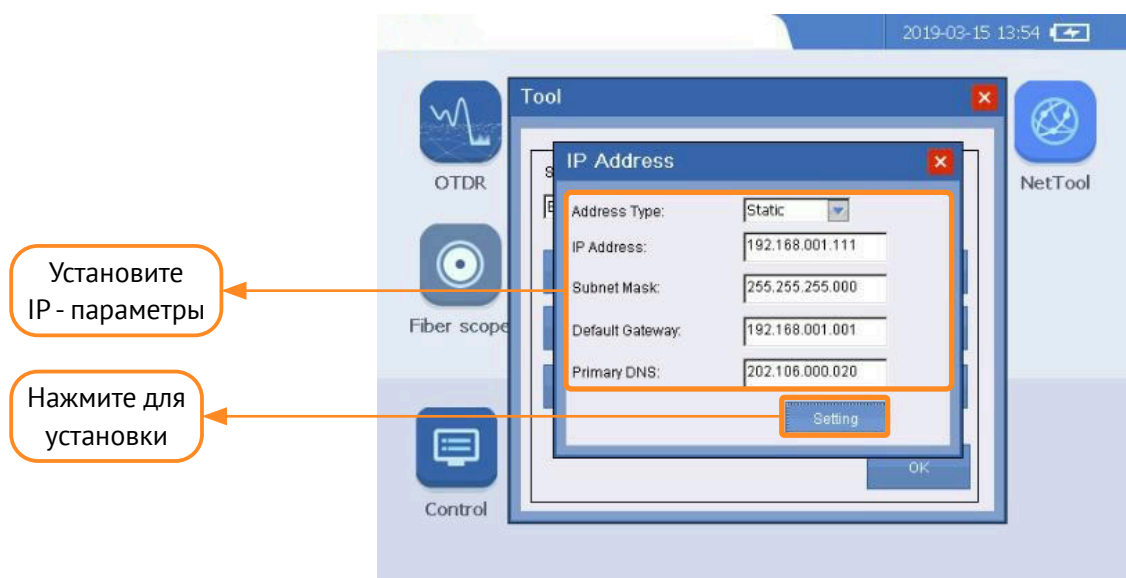 2019-03-15 13:54
Tool
OTDR
NetTool
IP Address
Address Type:
Static
IP Address:
192.168.001.111
Subnet Mask:
255.255.255.000
Default Gateway:
192.168.001.001
Primary DNS:
202.106.000.020
Setting
OK
Fiber scope
Control
Установите
IP - параметры
Нажмите для
установки